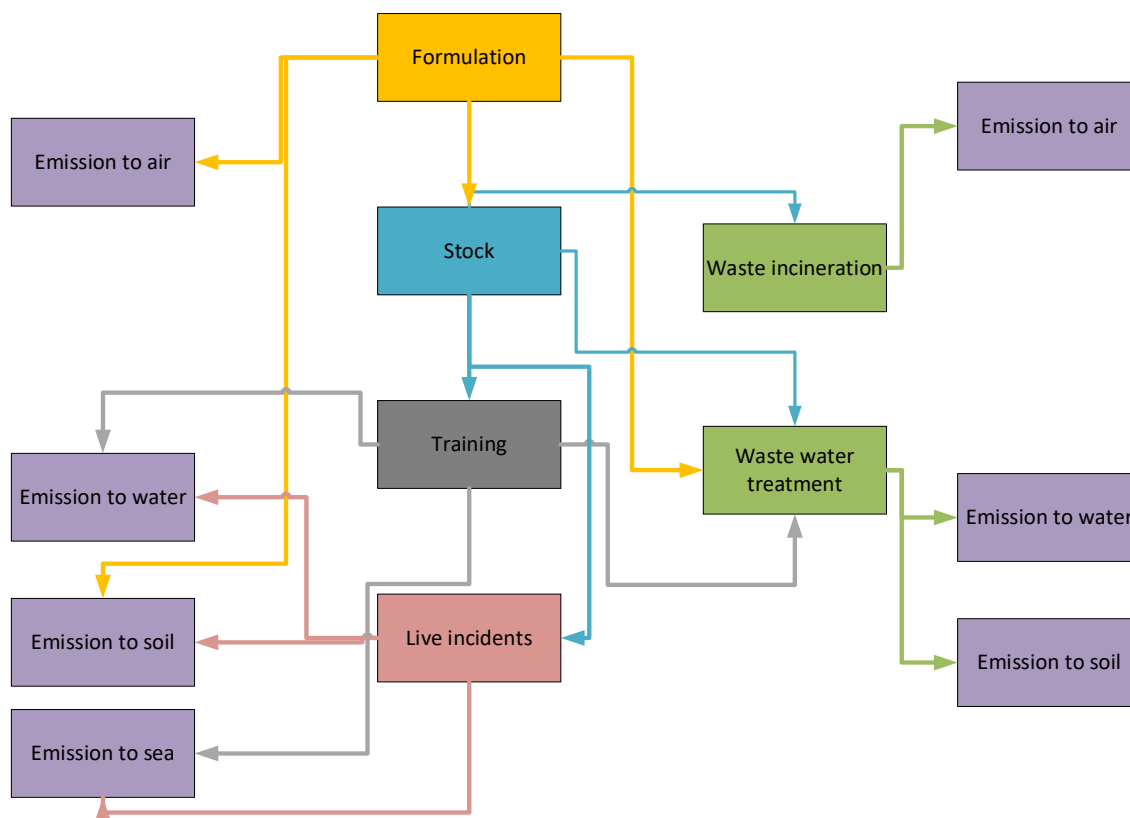 Formulation
Emission to air
Emission to air
Stock
Waste incineration
Training
Waste water
treatment
Emission to water
Emission to water
Emission to soil
Live incidents
Emission to soil
Emission to sea